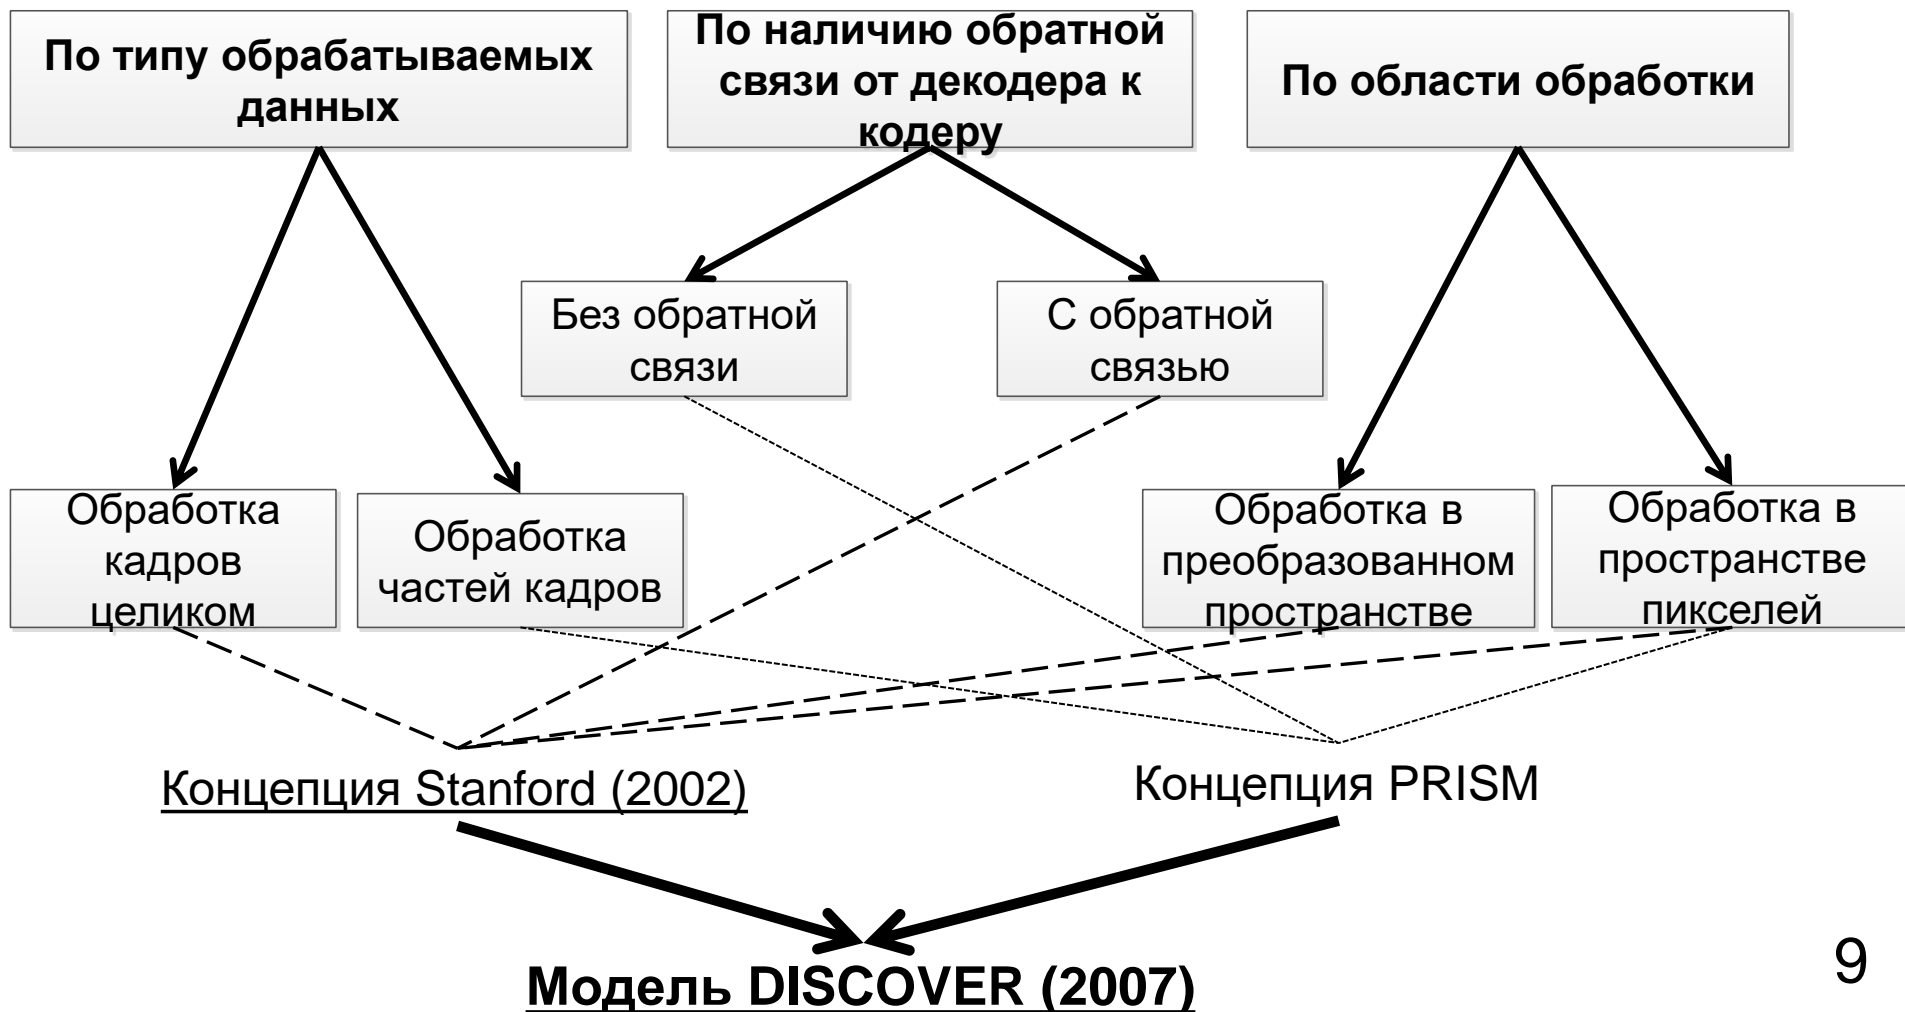 По типу обрабатываемых
данных
По наличию обратной
связи от декодера к
кодеру
По области обработки
Без обратной
связи
С обратной
связью
Обработка
кадров
целиком
Обработка
частей кадров
Обработка в
преобразованном
пространстве
Обработка в
пространстве
пикселей
Концепция Stanford (2002)
Концепция PRISM
Модель DISCOVER (2007)
9